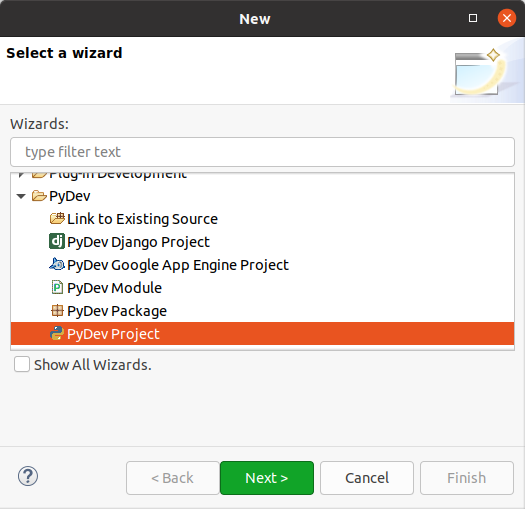 New
Select a wizard
Wizards:
type filter text
Plug-in Development
PyDev
Link to Existing Source
PyDev Django Project
PyDev Google App Engine Project
PyDev Module
PyDev Package
PyDev Project
Show All Wizards.
< Back
Next >
Cancel
Finish